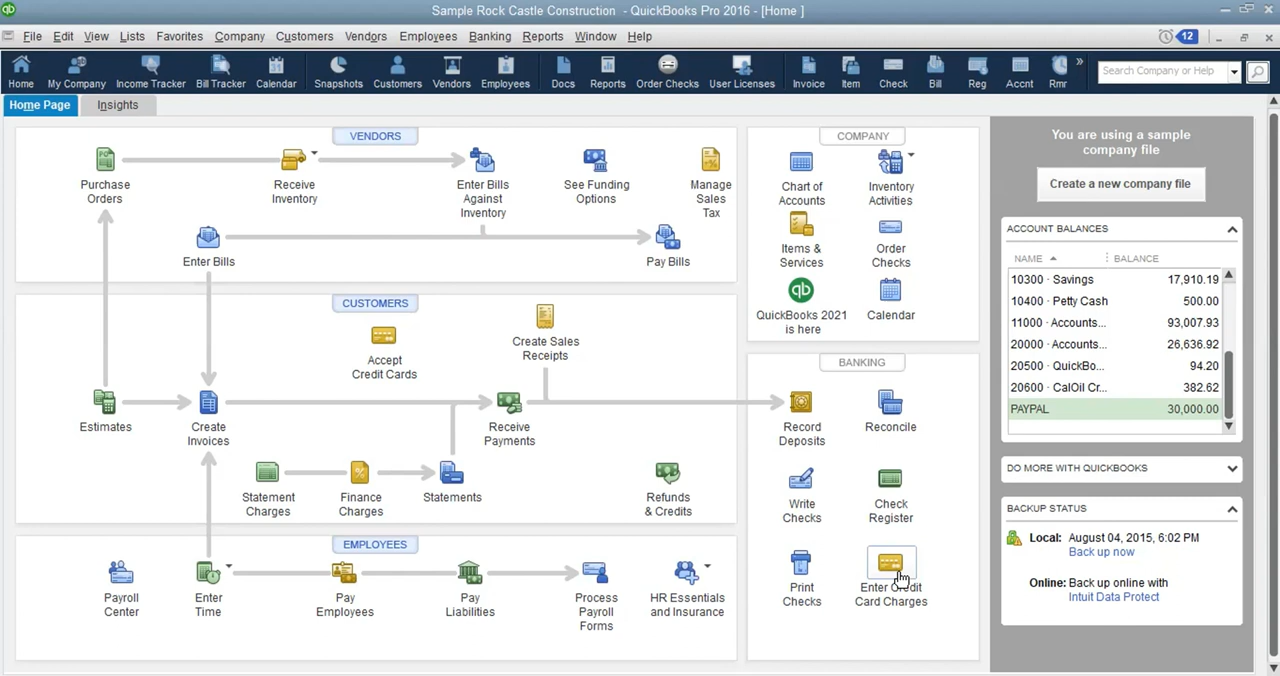 qb
Sample Rock Castle Construction - QuickBooks Pro 2016 - [Home ]
File Edit View Lists Favorites Company Customers Vendors Employees Banking Reports Window Help
12
Home My Company Income Tracker Bill Tracker Calendar Snapshots Customers Vendors Employees Docs Reports Order Checks User Licenses Invoice Item Check Bill Reg Accnt Rmr
Search Company or Help
Home Page Insights
VENDORS
Purchase
Orders
Receive
Inventory
Enter Bills
Against
Inventory
See Funding
Options
Manage
Sales
Tax
Enter Bills
Pay Bills
CUSTOMERS
Accept
Credit Cards
Create Sales
Receipts
Estimates
Create
Invoices
Receive
Payments
Statement
Charges
Finance
Charges
Statements
Refunds
& Credits
EMPLOYEES
Payroll
Center
Enter
Time
Pay
Employees
Pay
Liabilities
Process
Payroll
Forms
HR Essentials
and Insurance
COMPANY
Chart of
Accounts
Inventory
Activities
Items &
Services
Order
Checks
qb
QuickBooks 2021
is here
Calendar
BANKING
Record
Deposits
Reconcile
Write
Checks
Check
Register
Print
Checks
Enter Credit
Card Charges
You are using a sample
company file
Create a new company file
ACCOUNT BALANCES
NAME BALANCE
10300 · Savings 17,910.19
10400 · Petty Cash 500.00
11000 · Accounts... 93,007.93
20000 · Accounts... 26,636.92
20500 · QuickBo... 94.20
20600 · CalOil Cr... 382.62
PAYPAL 30,000.00
DO MORE WITH QUICKBOOKS
BACKUP STATUS
Local: August 04, 2015, 6:02 PM
Back up now
Online: Back up online with
Intuit Data Protect